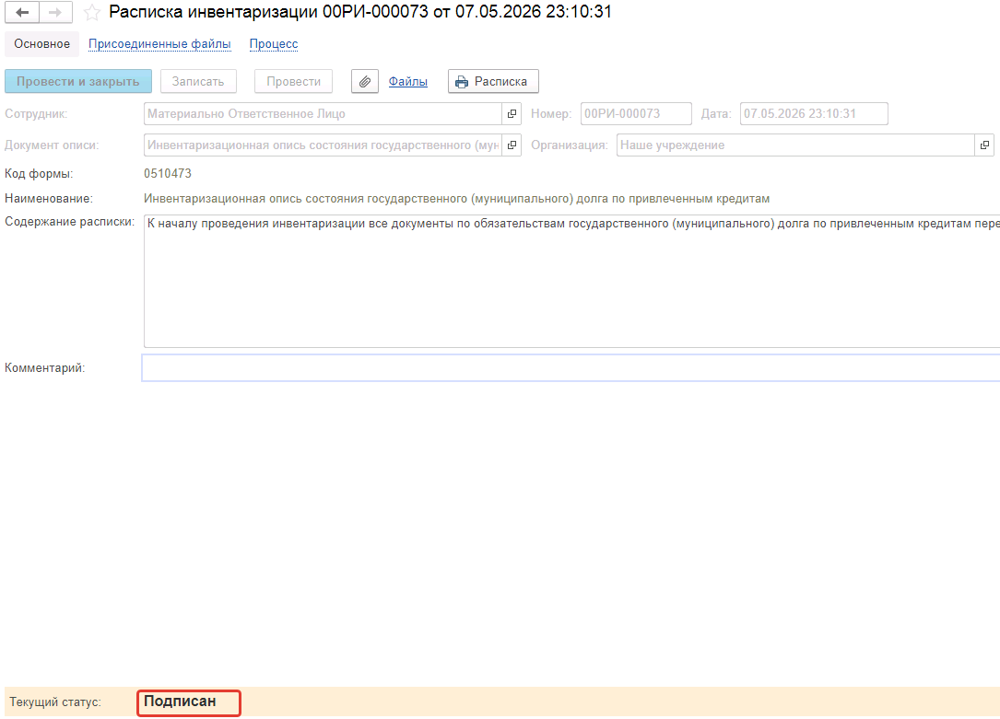 Расписка инвентаризации 00РИ-000073 от 07.05.2026 23:10:31
Основное Присоединенные файлы Процесс
Провести и закрыть Записать Провести Файлы Расписка
Сотрудник: Материально Ответственное Лицо Номер: 00РИ-000073 Дата: 07.05.2026 23:10:31
Документ описи: Инвентаризационная опись состояния государственного (мун Организация: Наше учреждение
Код формы: 0510473
Наименование: Инвентаризационная опись состояния государственного (муниципального) долга по привлеченным кредитам
Содержание расписки: К началу проведения инвентаризации все документы по обязательствам государственного (муниципального) долга по привлеченным кредитам пере
Комментарий:
Текущий статус: Подписан